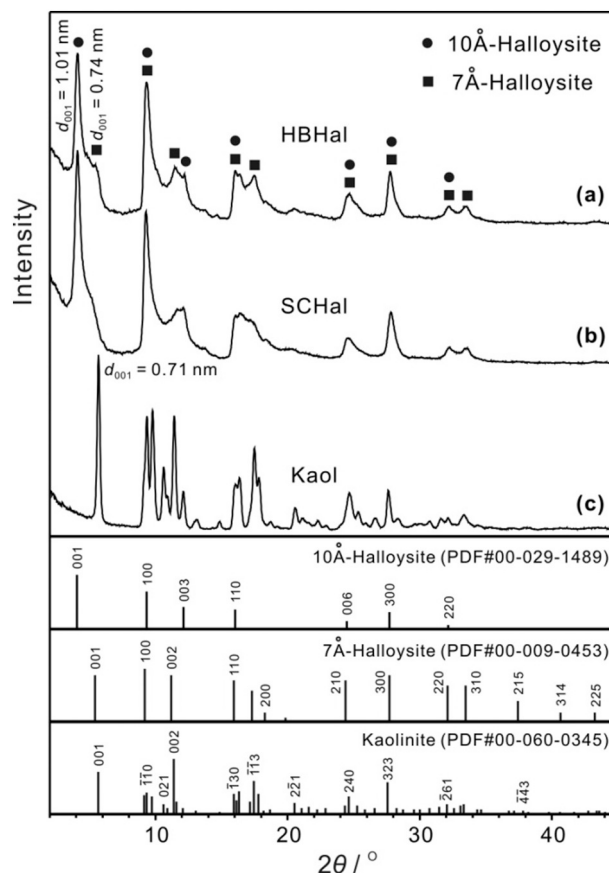 10Å-Halloysite
7Å-Halloysite
d001 = 1.01 nm
d001 = 0.74 nm
HBHal
(a)
Intensity
SCHal
(b)
d001 = 0.71 nm
Kaol
(c)
10Å-Halloysite (PDF#00-029-1489)
001
100
003
110
006
300
220
7Å-Halloysite (PDF#00-009-0453)
001
100
002
110
200
210
300
220
310
215
314
225
Kaolinite (PDF#00-060-0345)
001
1̄1̄0
021
002
1̄30
1̄1̄3
22̄1
240
323
2̄61
4̄4̄3
10
20
30
40
2θ / °